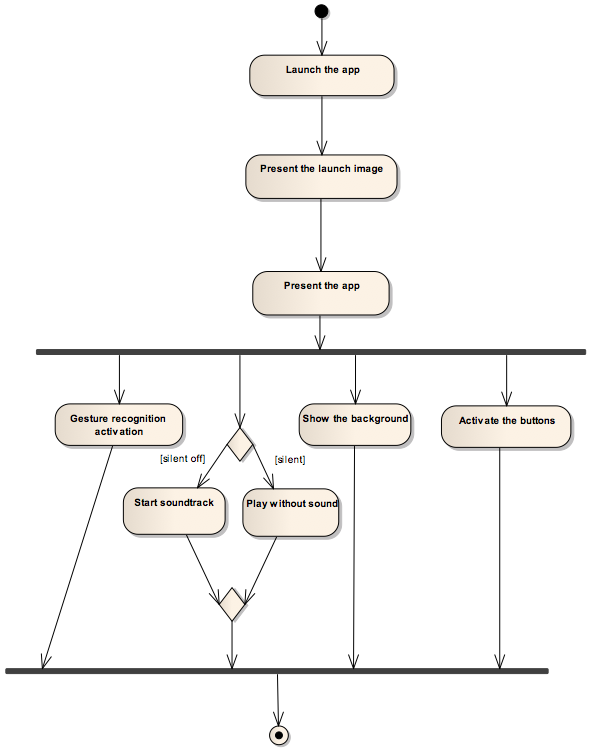 Launch the app
Present the launch image
Present the app
Gesture recognition
activation
Show the background
Activate the buttons
[silent off]
[silent]
Start soundtrack
Play without sound